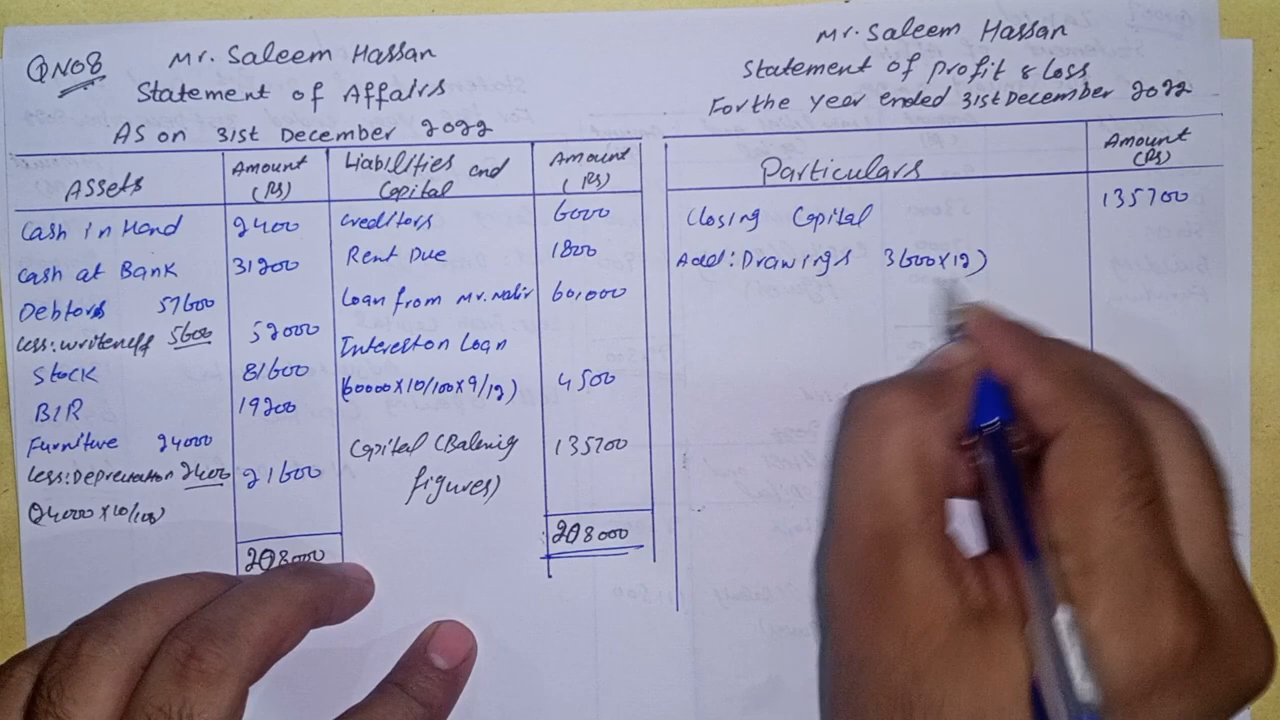 QNO8
Mr. Saleem Hassan
Statement of Affairs
AS on 31st December 2022
ASSETS
Amount (Rs)
Liabilities and Capital
Amount (Rs)
Cash in Hand 2400 creditors 6000
Cash at Bank 31200 Rent Due 1800
Debtors 57600 Loan from Mr. Nasir 60,000
less: writeneff 5600 52000 Interest on Loan
Stock 81600 (60000x10/100x9/12) 4500
B/R 19200
Furniture 24000 Capital (Balencing 135700
less: Depreciation 2400 21600 figures)
(24000x10/100)
208000 208000
Mr. Saleem Hassan
Statement of Profit & Loss
For the Year ended 31st December 2022
Particulars
Amount (Rs)
Closing Capital 135700
Add: Drawings 3600x12)